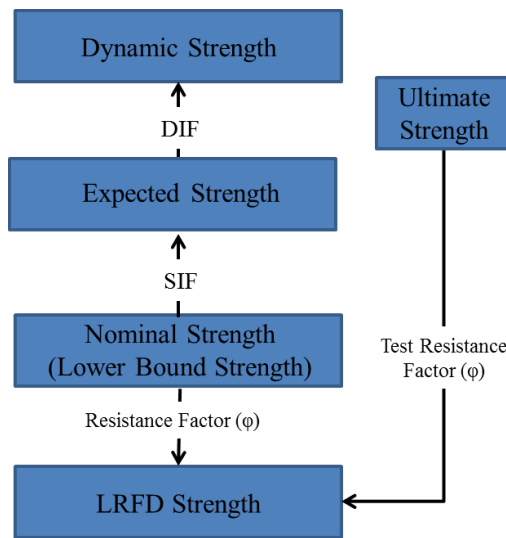 Dynamic Strength
DIF
Expected Strength
SIF
Nominal Strength
(Lower Bound Strength)
Resistance Factor (φ)
LRFD Strength
Ultimate
Strength
Test Resistance
Factor (φ)